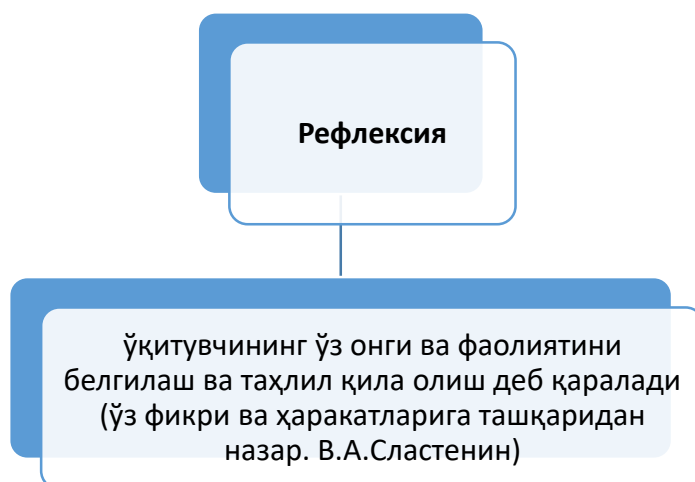 Рефлексия
ўқитувчининг ўз онги ва фаолиятини
белгилаш ва таҳлил қила олиш деб қаралади
(ўз фикри ва ҳаракатларига ташқаридан
назар. В.А.Сластенин)